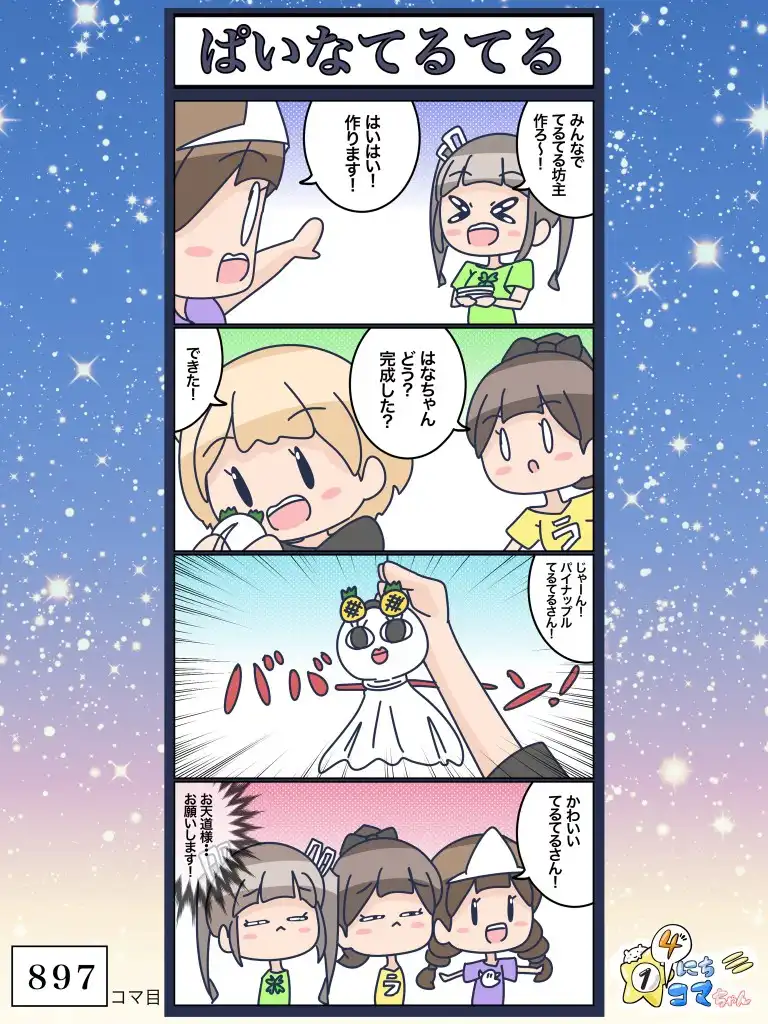 ぱいなてるてる
みんなで
てるてる坊主
作ろ〜！
はいはい！
作ります！
はなちゃん
どう？
完成した？
できた！
ラ
じゃーん！
パイナップル
てるてるさん！
ババーーン！
かわいい
てるてるさん！
お天道様…
お願いします！
ラ
897
コマ目
1
にち
4
コマ
ちゃん